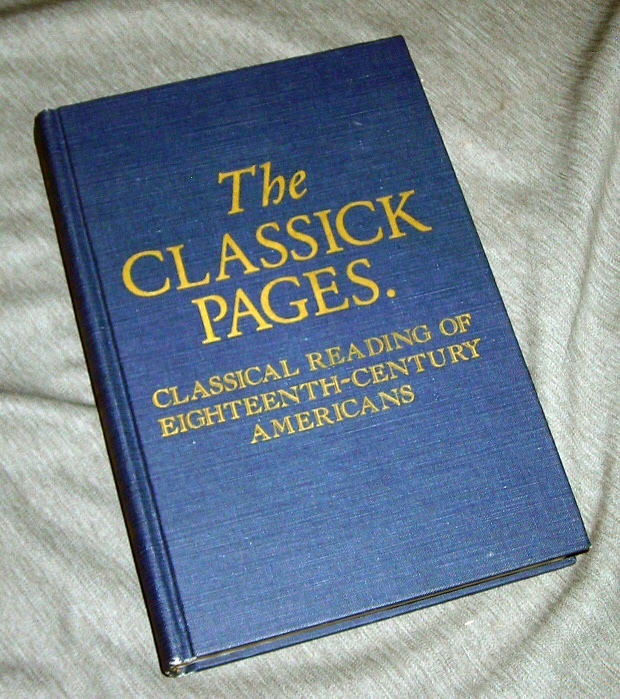 The
CLASSICK
PAGES.
CLASSICAL READING OF
EIGHTEENTH-CENTURY
AMERICANS